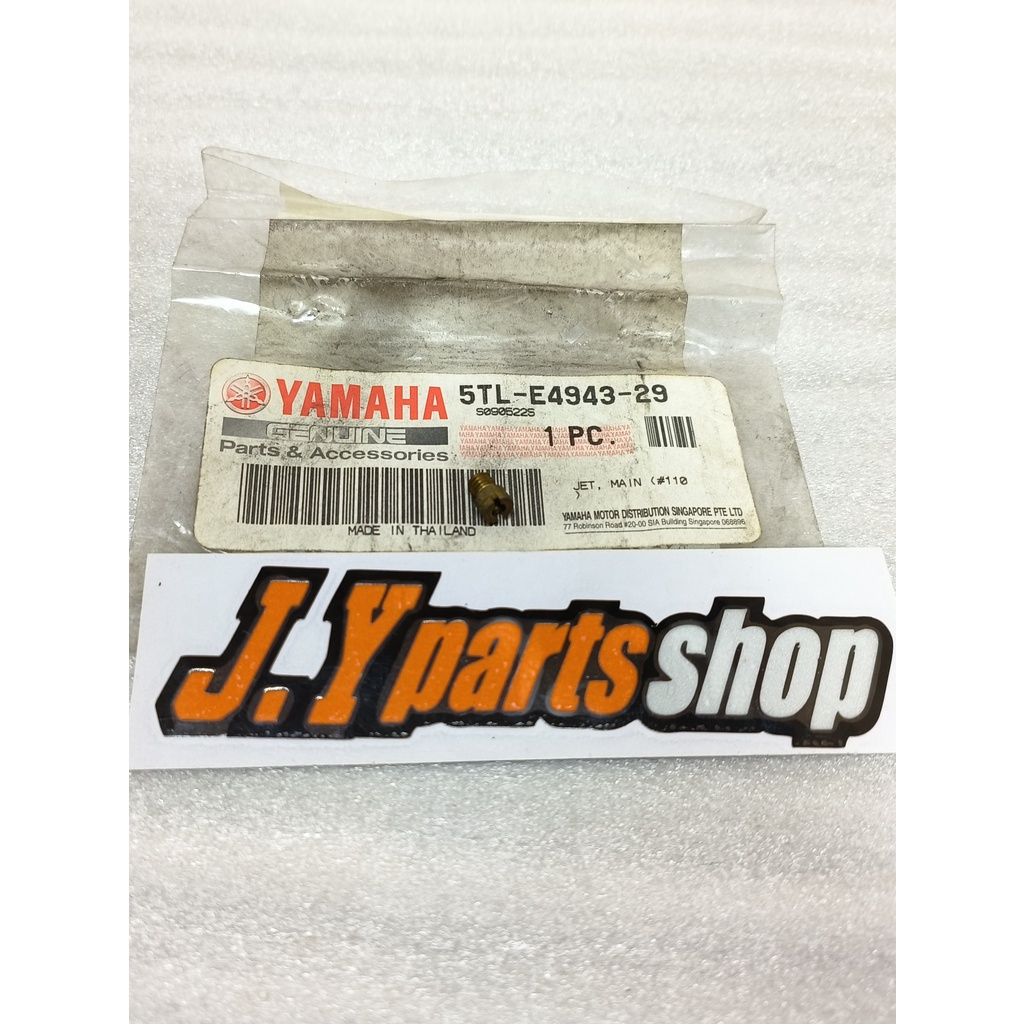 YAMAHA 5TL-E4943-29
S090522S
GENUINE 1 PC.
Parts & Accessories
JET, MAIN (#110
)
YAMAHA MOTOR DISTRIBUTION SINGAPORE PTE LTD
77 Robinson Road #20-00 SIA Building Singapore 068896
MADE IN THAILAND
J.Y parts shop